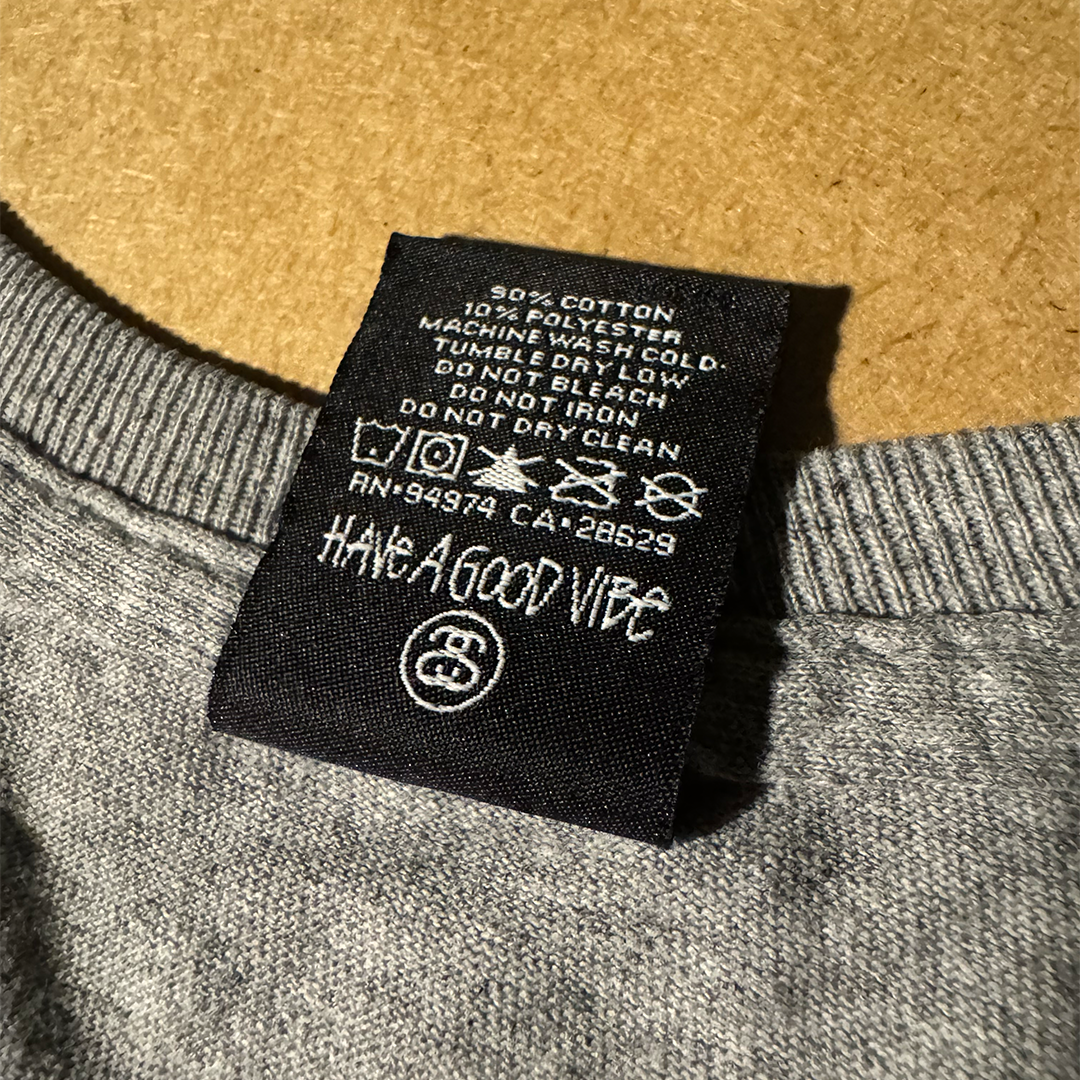 90% COTTON
10% POLYESTER
MACHINE WASH COLD
TUMBLE DRY LOW
DO NOT BLEACH
DO NOT IRON
DO NOT DRY CLEAN
RN•94974 CA•28629
HAVe A GOOD VIBE